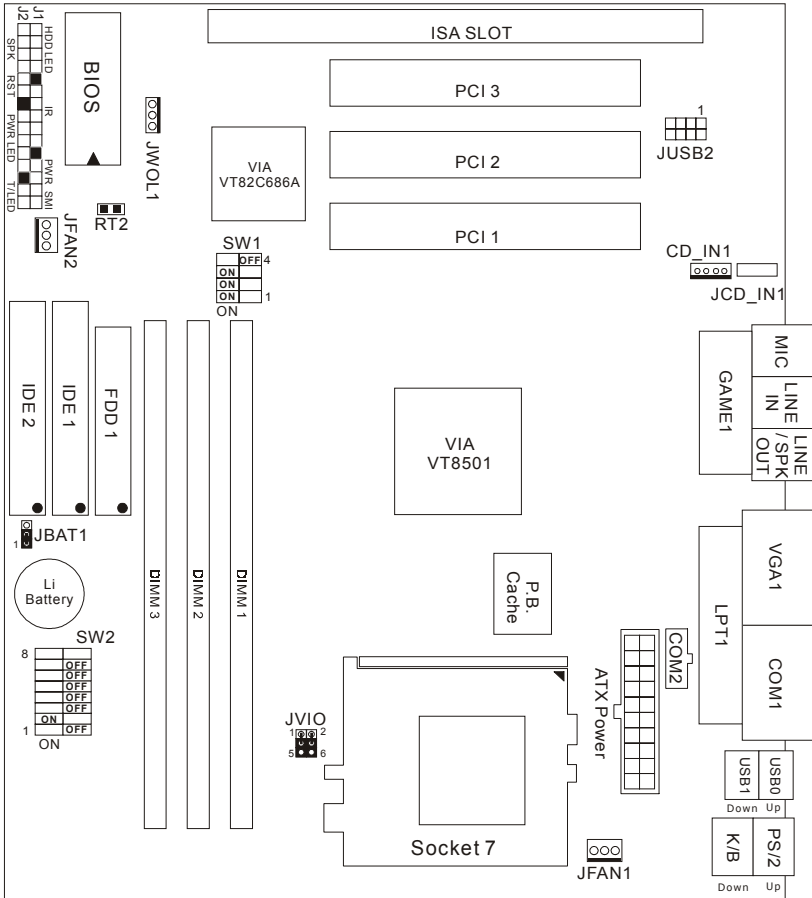 J1
J2
HDD LED
SPK
RST
IR
PWR LED
PWR
SMI
T/LED
BIOS
JWOL1
RT2
JFAN2
ISA SLOT
PCI 3
PCI 2
PCI 1
VIA
VT82C686A
1
JUSB2
SW1
OFF 4
ON
ON
ON 1
ON
CD_IN1
JCD_IN1
IDE 2
IDE 1
FDD 1
MIC
LINE
IN
LINE
/ SPK
OUT
GAME1
VIA
VT8501
1
JBAT1
Li
Battery
DIMM 3
DIMM 2
DIMM 1
P.B.
Cache
VGA1
LPT1
COM1
COM2
ATX Power
SW2
8
OFF
OFF
OFF
OFF
OFF
ON
1 OFF
ON
JVIO
1 2
5 6
Socket 7
JFAN1
USB1
USB0
Down Up
K/B
PS/2
Down Up